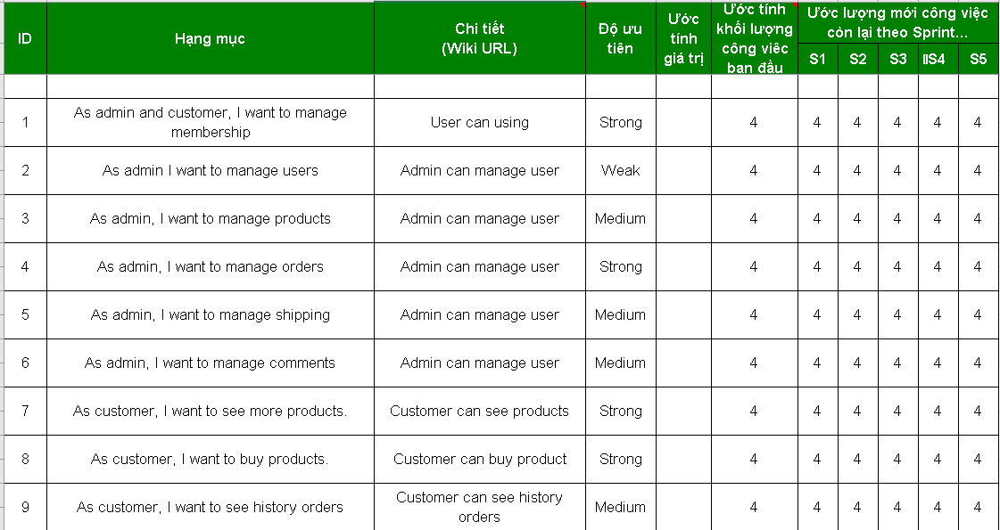 ID
Hạng mục
Chi tiết
(Wiki URL)
Độ ưu
tiên
Ước
tính
giá trị
Ước tính
khối lượng
công việc
ban đầu
Ước lượng mới công việc
còn lại theo Sprint...
S1 S2 S3 S4 S5
1
As admin and customer, I want to manage
membership
User can using
Strong
4 4 4 4 4 4
2 As admin I want to manage users Admin can manage user Weak 4 4 4 4 4 4
3 As admin, I want to manage products Admin can manage user Medium 4 4 4 4 4 4
4 As admin, I want to manage orders Admin can manage user Strong 4 4 4 4 4 4
5 As admin, I want to manage shipping Admin can manage user Medium 4 4 4 4 4 4
6 As admin, I want to manage comments Admin can manage user Medium 4 4 4 4 4 4
7 As customer, I want to see more products. Customer can see products Strong 4 4 4 4 4 4
8 As customer, I want to buy products. Customer can buy product Strong 4 4 4 4 4 4
9 As customer, I want to see history orders
Customer can see history
orders
Medium
4 4 4 4 4 4